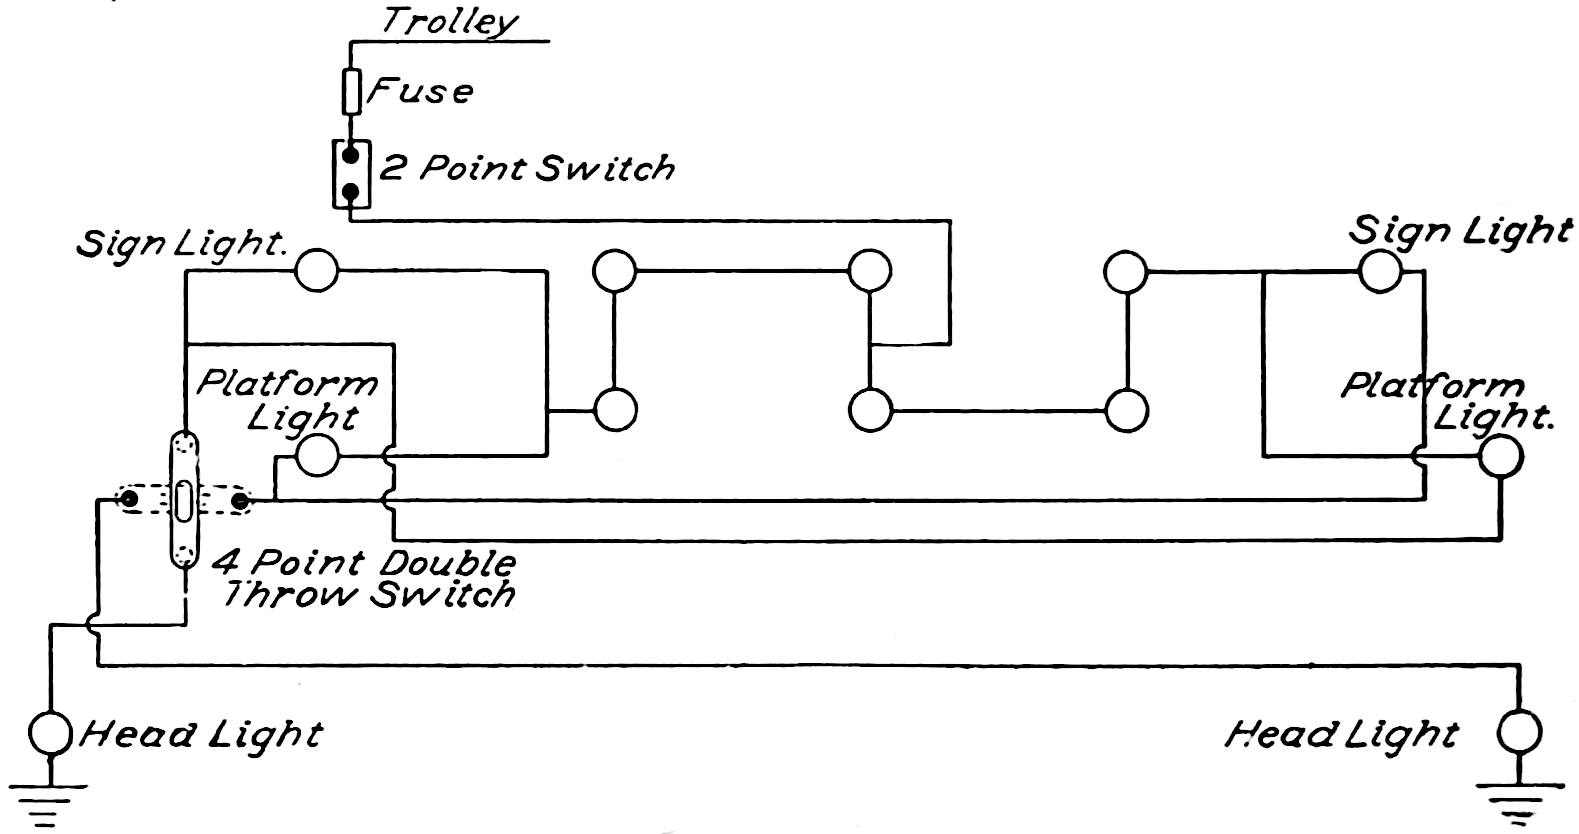 Trolley
Fuse
2 Point Switch
Sign Light.
Sign Light
Platform
Light
Platform
Light.
4 Point Double
Throw Switch
Head Light
Head Light